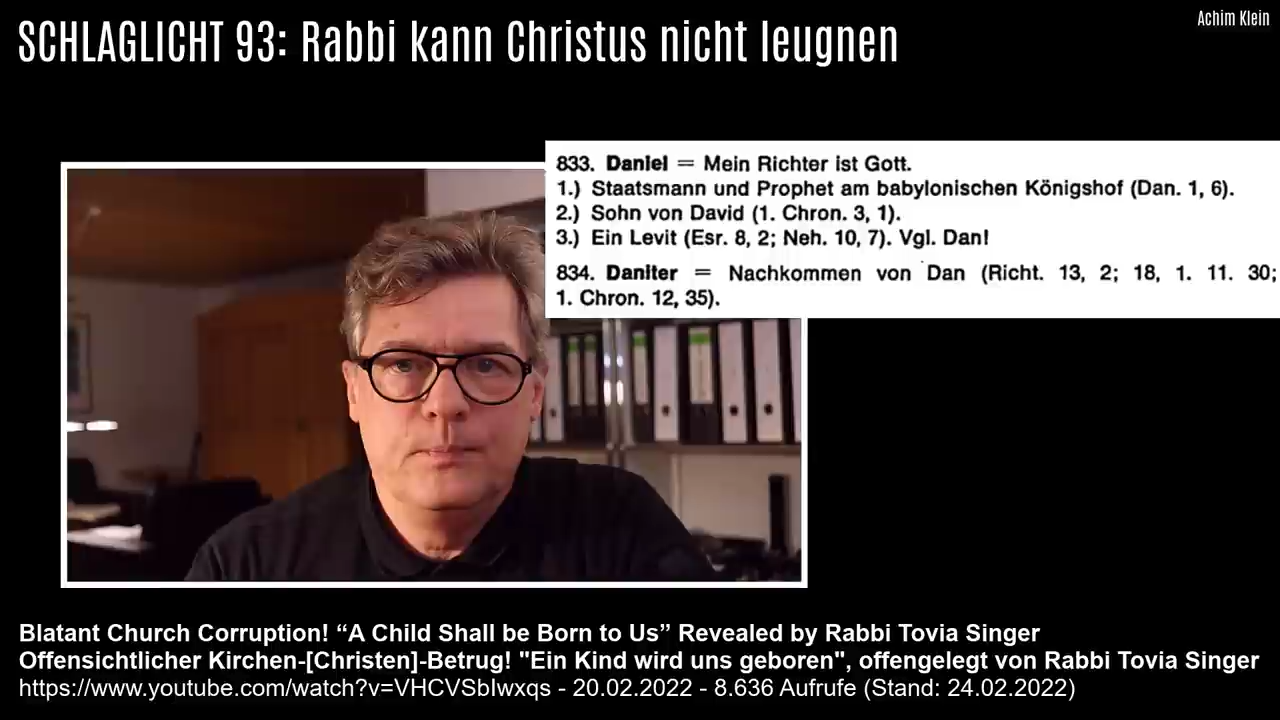 SCHLAGLICHT 93: Rabbi kann Christus nicht leugnen
Achim Klein
833. Daniel = Mein Richter ist Gott.
1.) Staatsmann und Prophet am babylonischen Königshof (Dan. 1, 6).
2.) Sohn von David (1. Chron. 3, 1).
3.) Ein Levit (Esr. 8, 2; Neh. 10, 7). Vgl. Dan!
834. Daniter = Nachkommen von Dan (Richt. 13, 2; 18, 1. 11. 30;
1. Chron. 12, 35).
Blatant Church Corruption! “A Child Shall be Born to Us” Revealed by Rabbi Tovia Singer
Offensichtlicher Kirchen-[Christen]-Betrug! "Ein Kind wird uns geboren", offengelegt von Rabbi Tovia Singer
https://www.youtube.com/watch?v=VHCVSbIwxqs - 20.02.2022 - 8.636 Aufrufe (Stand: 24.02.2022)